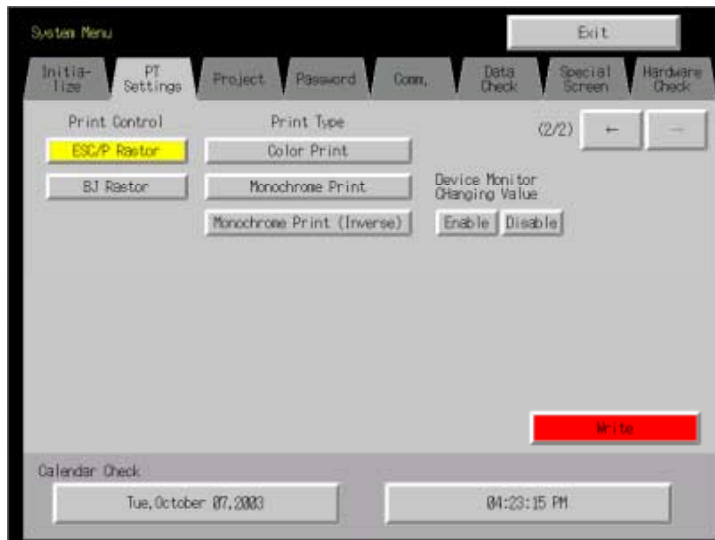 System Menu
Exit
Initia-
lize
PT
Settings
Project
Password
Comm.
Data
Check
Special
Screen
Hardware
Check
Print Control
Print Type
(2/2)
←
→
ESC/P Rastor
Color Print
BJ Rastor
Monochrome Print
Device Monitor
CHanging Value
Monochrome Print (Inverse)
Enable
Disable
Write
Calendar Check
Tue,October 07,2003
04:23:15 PM